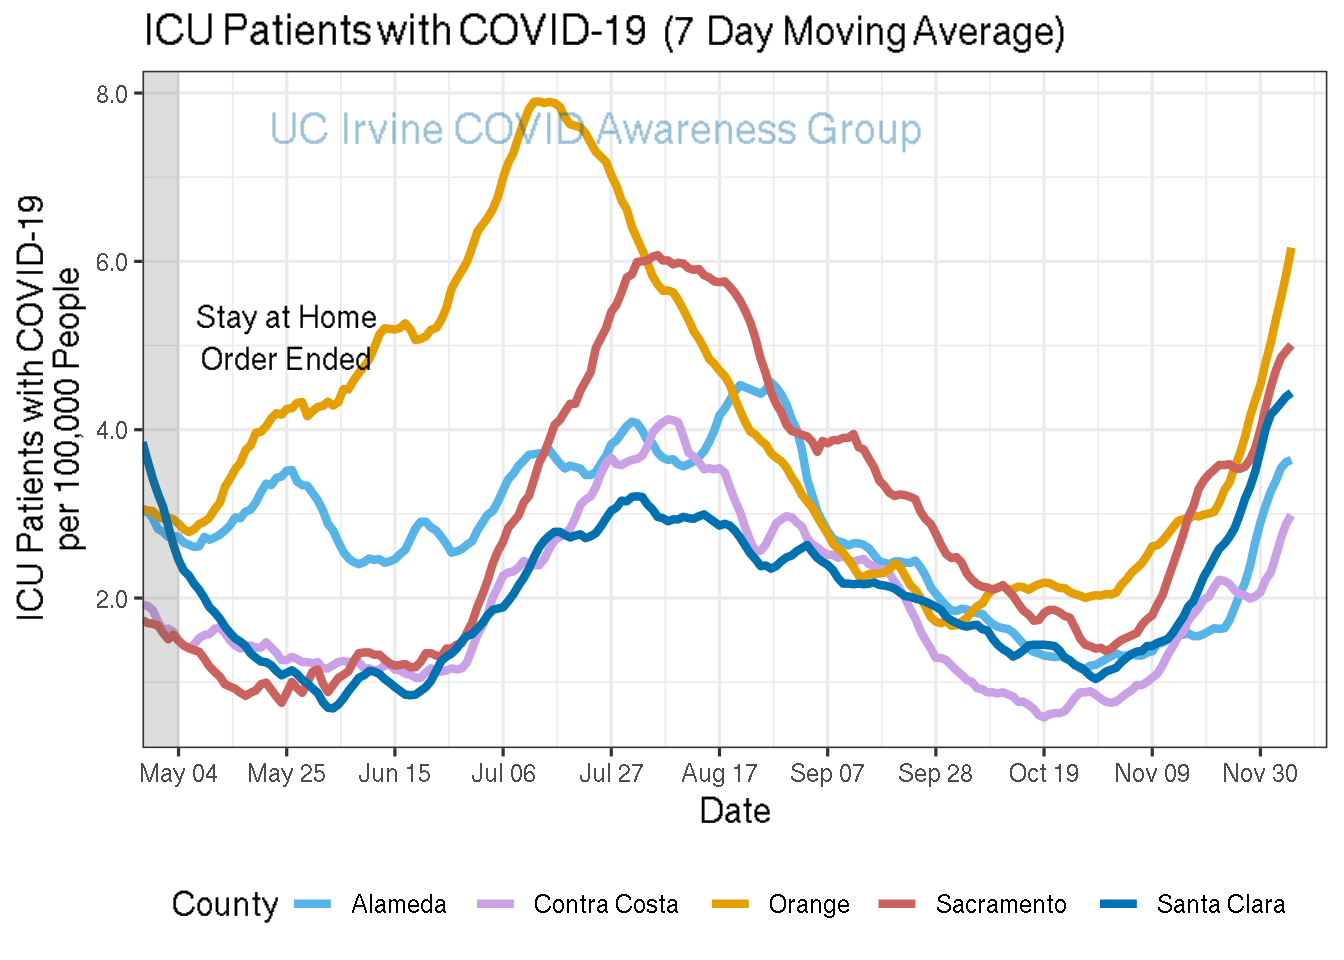 ICU Patients with COVID-19 (7 Day Moving Average)
UC Irvine COVID Awareness Group
Stay at Home
Order Ended
ICU Patients with COVID-19
per 100,000 People
8.0
6.0
4.0
2.0
May 04 May 25 Jun 15 Jul 06 Jul 27 Aug 17 Sep 07 Sep 28 Oct 19 Nov 09 Nov 30
Date
County Alameda Contra Costa Orange Sacramento Santa Clara